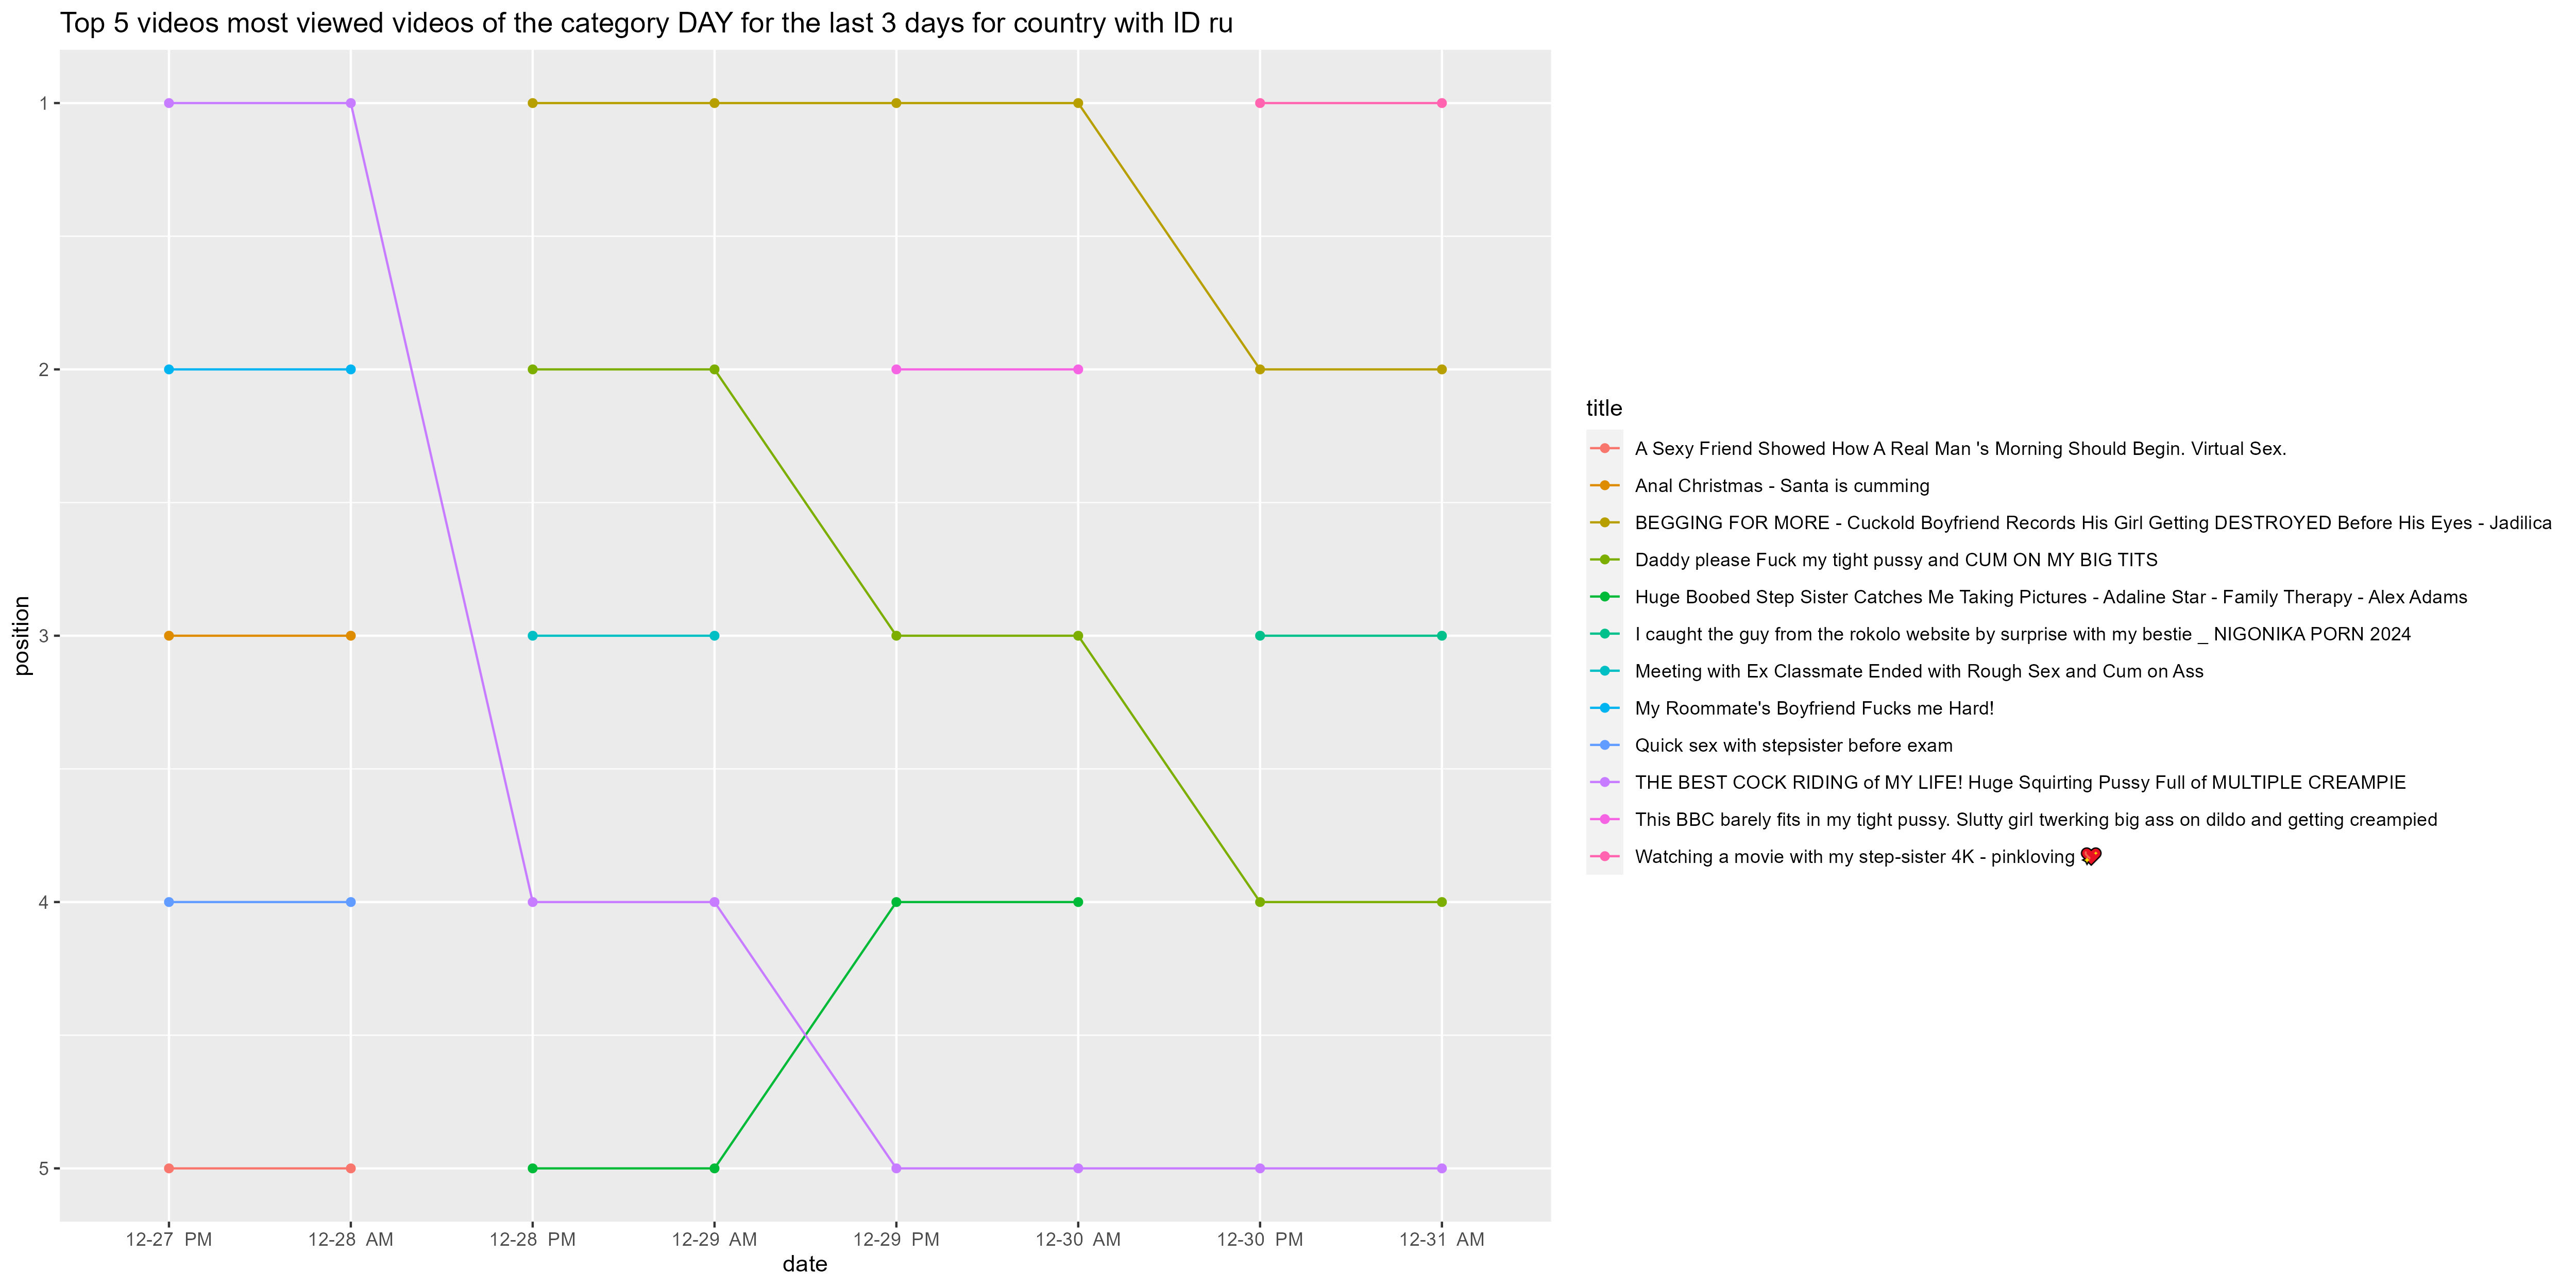 Top 5 videos most viewed videos of the category DAY for the last 3 days for country with ID ru
position
1
2
3
4
5
12-27 PM
12-28 AM
12-28 PM
12-29 AM
12-29 PM
12-30 AM
12-30 PM
12-31 AM
date
title
A Sexy Friend Showed How A Real Man 's Morning Should Begin. Virtual Sex.
Anal Christmas - Santa is cumming
BEGGING FOR MORE - Cuckold Boyfriend Records His Girl Getting DESTROYED Before His Eyes - Jadilica
Daddy please Fuck my tight pussy and CUM ON MY BIG TITS
Huge Boobed Step Sister Catches Me Taking Pictures - Adaline Star - Family Therapy - Alex Adams
I caught the guy from the rokolo website by surprise with my bestie _ NIGONIKA PORN 2024
Meeting with Ex Classmate Ended with Rough Sex and Cum on Ass
My Roommate's Boyfriend Fucks me Hard!
Quick sex with stepsister before exam
THE BEST COCK RIDING of MY LIFE! Huge Squirting Pussy Full of MULTIPLE CREAMPIE
This BBC barely fits in my tight pussy. Slutty girl twerking big ass on dildo and getting creampied
Watching a movie with my step-sister 4K - pinkloving 💖